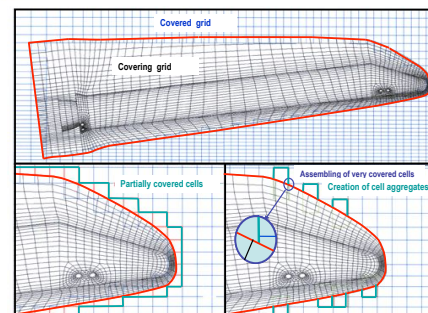 Covered grid
Covering grid
Partially covered cells
Assembling of very covered cells
Creation of cell aggregates